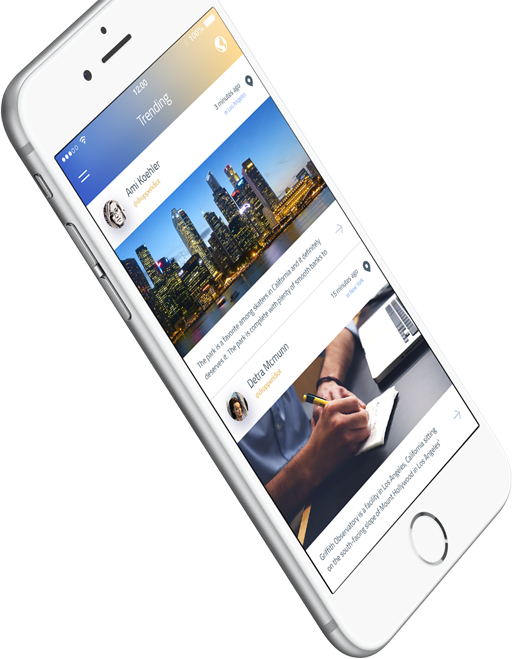 12:00
100%
Trending
Ami Koehler
3 minutes ago
in Los Angeles
The park is a favorite among skaters in California and it definitely
deserves it. The park is complete with plenty of smooth backs to
Detra Mcmunn
15 minutes ago
in New York
Griffith Observatory is a facility in Los Angeles, California sitting
on the south-facing slope of Mount Hollywood in Los Angeles'